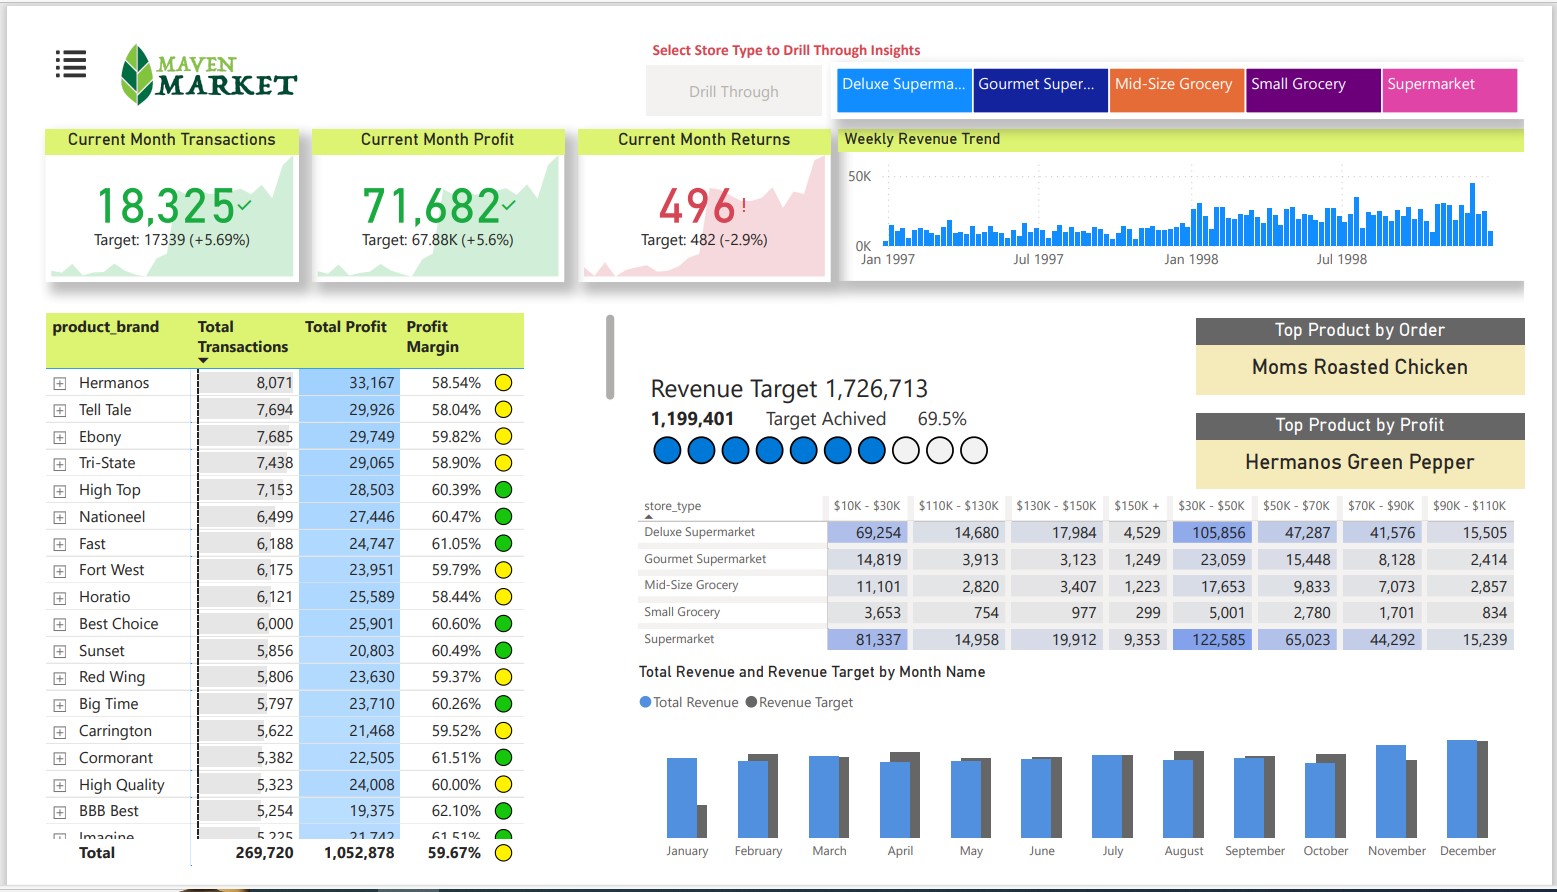 MAVEN
MARKET
Select Store Type to Drill Through Insights
Drill Through
Deluxe Superma...
Gourmet Super...
Mid-Size Grocery
Small Grocery
Supermarket
Current Month Transactions
18,325
Target: 17339 (+5.69%)
Current Month Profit
71,682
Target: 67.88K (+5.6%)
Current Month Returns
496!
Target: 482 (-2.9%)
Weekly Revenue Trend
50K
0K
Jan 1997 Jul 1997 Jan 1998 Jul 1998
product_brand Total Transactions Total Profit Profit Margin
Hermanos 8,071 33,167 58.54%
Tell Tale 7,694 29,926 58.04%
Ebony 7,685 29,749 59.82%
Tri-State 7,438 29,065 58.90%
High Top 7,153 28,503 60.39%
Nationeel 6,499 27,446 60.47%
Fast 6,188 24,747 61.05%
Fort West 6,175 23,951 59.79%
Horatio 6,121 25,589 58.44%
Best Choice 6,000 25,901 60.60%
Sunset 5,856 20,803 60.49%
Red Wing 5,806 23,630 59.37%
Big Time 5,797 23,710 60.26%
Carrington 5,622 21,468 59.52%
Cormorant 5,382 22,505 61.51%
High Quality 5,323 24,008 60.00%
BBB Best 5,254 19,375 62.10%
Imagine 5,225 21,742 61.51%
Total 269,720 1,052,878 59.67%
Revenue Target 1,726,713
1,199,401 Target Achived 69.5%
Top Product by Order
Moms Roasted Chicken
Top Product by Profit
Hermanos Green Pepper
store_type $10K - $30K $110K - $130K $130K - $150K $150K + $30K - $50K $50K - $70K $70K - $90K $90K - $110K
Deluxe Supermarket 69,254 14,680 17,984 4,529 105,856 47,287 41,576 15,505
Gourmet Supermarket 14,819 3,913 3,123 1,249 23,059 15,448 8,128 2,414
Mid-Size Grocery 11,101 2,820 3,407 1,223 17,653 9,833 7,073 2,857
Small Grocery 3,653 754 977 299 5,001 2,780 1,701 834
Supermarket 81,337 14,958 19,912 9,353 122,585 65,023 44,292 15,239
Total Revenue and Revenue Target by Month Name
Total Revenue Revenue Target
January February March April May June July August September October November December